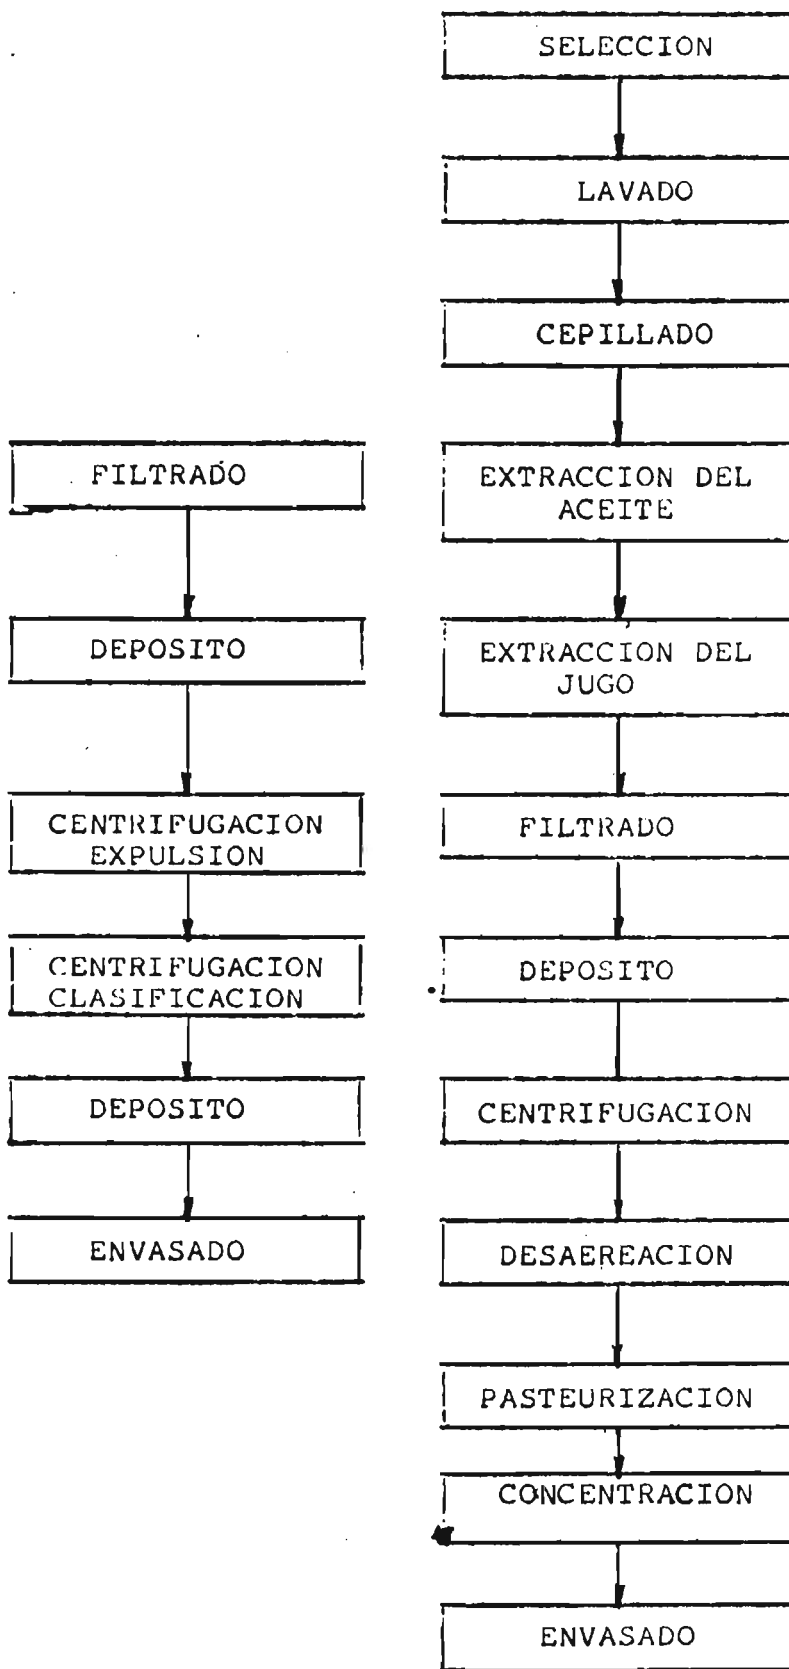 SELECCION
LAVADO
CEPILLADO
EXTRACCION DEL
ACEITE
EXTRACCION DEL
JUGO
FILTRADO
DEPOSITO
CENTRIFUGACION
DESAEREACION
PASTEURIZACION
CONCENTRACION
ENVASADO
FILTRADO
DEPOSITO
CENTRIFUGACION
EXPULSION
CENTRIFUGACION
CLASIFICACION
DEPOSITO
ENVASADO